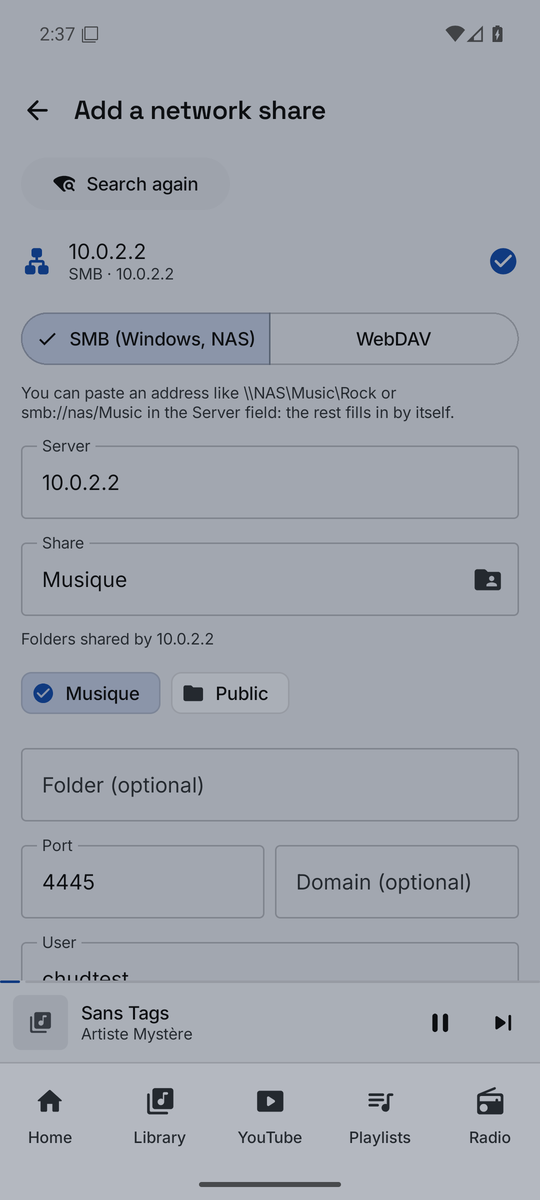 2:37
Add a network share
Search again
10.0.2.2
SMB · 10.0.2.2
SMB (Windows, NAS)
WebDAV
You can paste an address like \\NAS\Music\Rock or
smb://nas/Music in the Server field: the rest fills in by itself.
Server
10.0.2.2
Share
Musique
Folders shared by 10.0.2.2
Musique
Public
Folder (optional)
Port
4445
Domain (optional)
User
chudtest
Sans Tags
Artiste Mystère
Home
Library
YouTube
Playlists
Radio